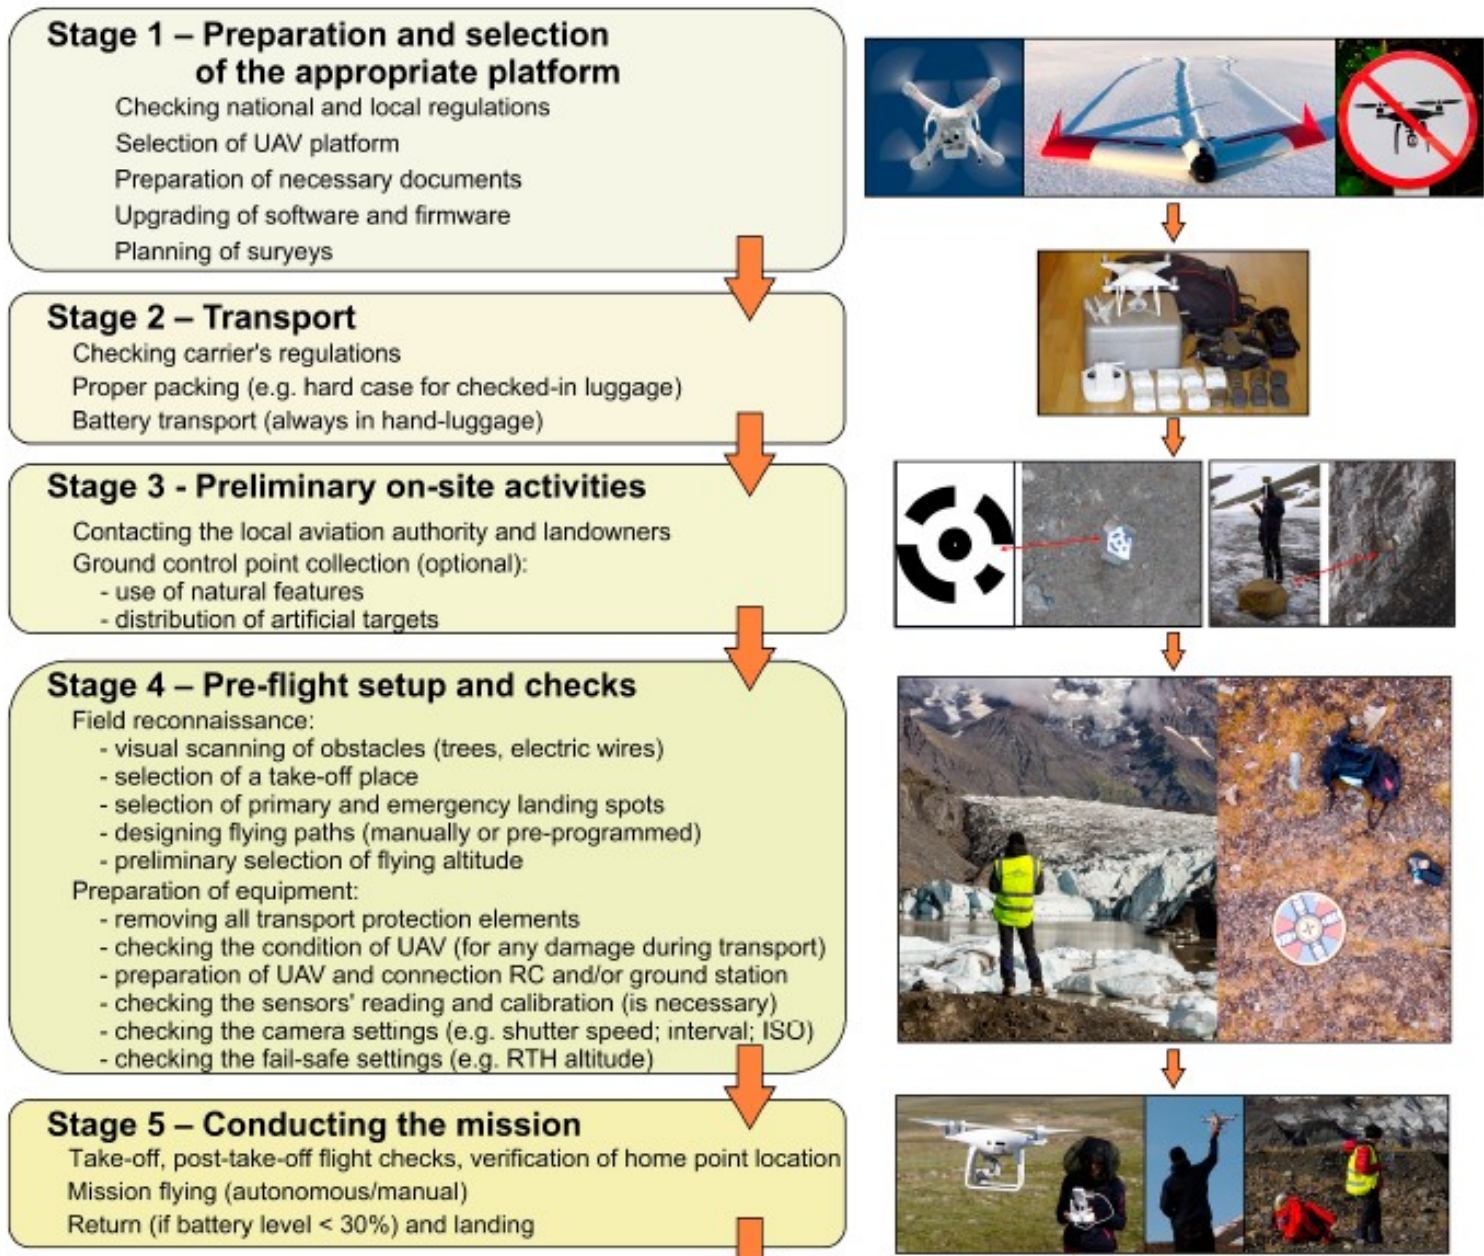 Stage 1 – Preparation and selection
of the appropriate platform
Checking national and local regulations
Selection of UAV platform
Preparation of necessary documents
Upgrading of software and firmware
Planning of suryeys
Stage 2 – Transport
Checking carrier's regulations
Proper packing (e.g. hard case for checked-in luggage)
Battery transport (always in hand-luggage)
Stage 3 - Preliminary on-site activities
Contacting the local aviation authority and landowners
Ground control point collection (optional):
- use of natural features
- distribution of artificial targets
Stage 4 – Pre-flight setup and checks
Field reconnaissance:
- visual scanning of obstacles (trees, electric wires)
- selection of a take-off place
- selection of primary and emergency landing spots
- designing flying paths (manually or pre-programmed)
- preliminary selection of flying altitude
Preparation of equipment:
- removing all transport protection elements
- checking the condition of UAV (for any damage during transport)
- preparation of UAV and connection RC and/or ground station
- checking the sensors' reading and calibration (is necessary)
- checking the camera settings (e.g. shutter speed; interval; ISO)
- checking the fail-safe settings (e.g. RTH altitude)
Stage 5 – Conducting the mission
Take-off, post-take-off flight checks, verification of home point location
Mission flying (autonomous/manual)
Return (if battery level < 30%) and landing